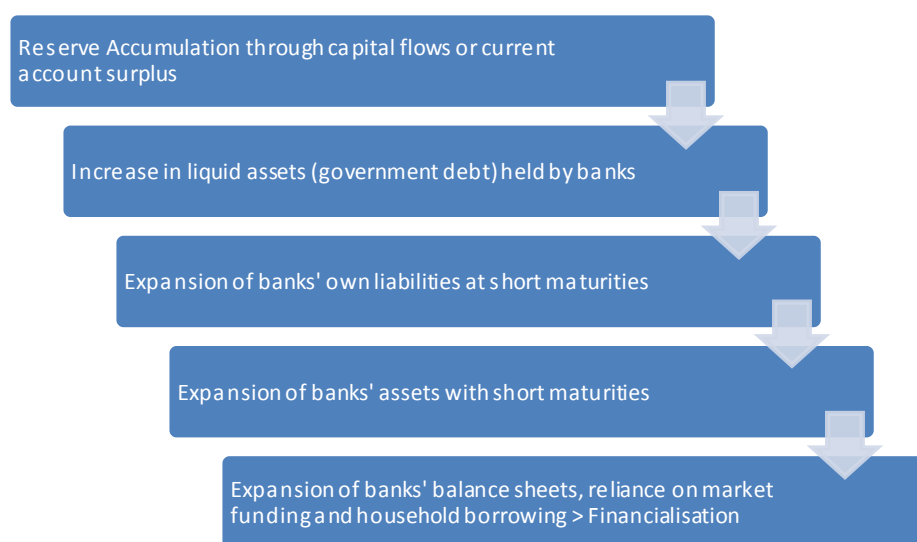 Reserve Accumulation through capital flows or current
account surplus
Increase in liquid assets (government debt) held by banks
Expansion of banks' own liabilities at short maturities
Expansion of banks' assets with short maturities
Expansion of banks' balance sheets, reliance on market
funding and household borrowing > Financialisation